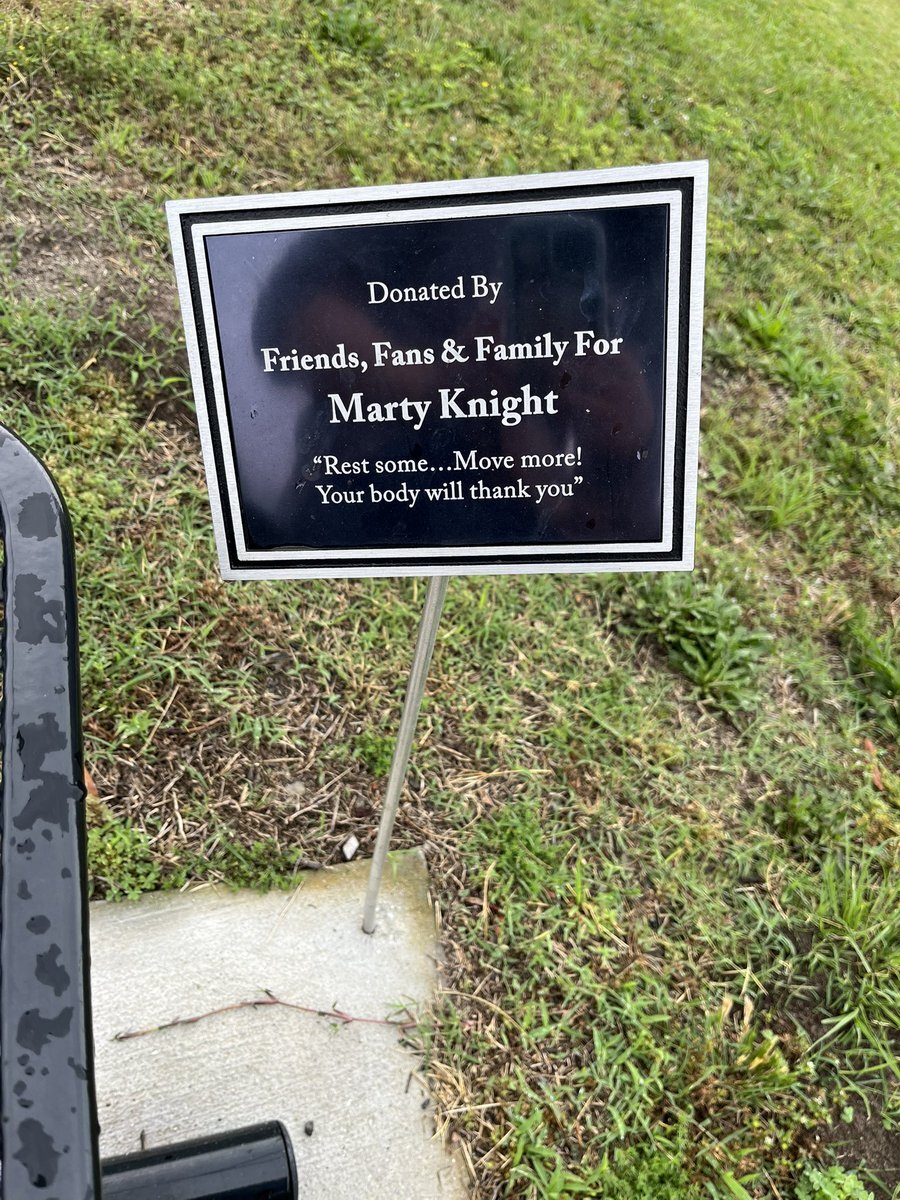 Donated By
Friends, Fans & Family For
Marty Knight
“Rest some...Move more!
Your body will thank you”